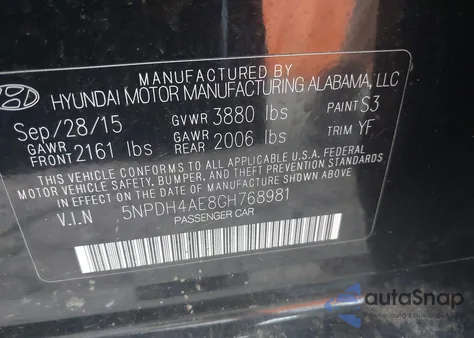 MANUFACTURED BY
HYUNDAI MOTOR MANUFACTURING ALABAMA, LLC
Sep/28/15 GVWR 3880 lbs PAINT S3
GAWR FRONT 2161 lbs GAWR REAR 2006 lbs TRIM YF
THIS VEHICLE CONFORMS TO ALL APPLICABLE U.S.A. FEDERAL
MOTOR VEHICLE SAFETY, BUMPER, AND THEFT PREVENTION STANDARDS
IN EFFECT ON THE DATE OF MANUFACTURE SHOWN ABOVE
V.I.N 5NPDH4AE8GH768981
PASSENGER CAR
autaSnap